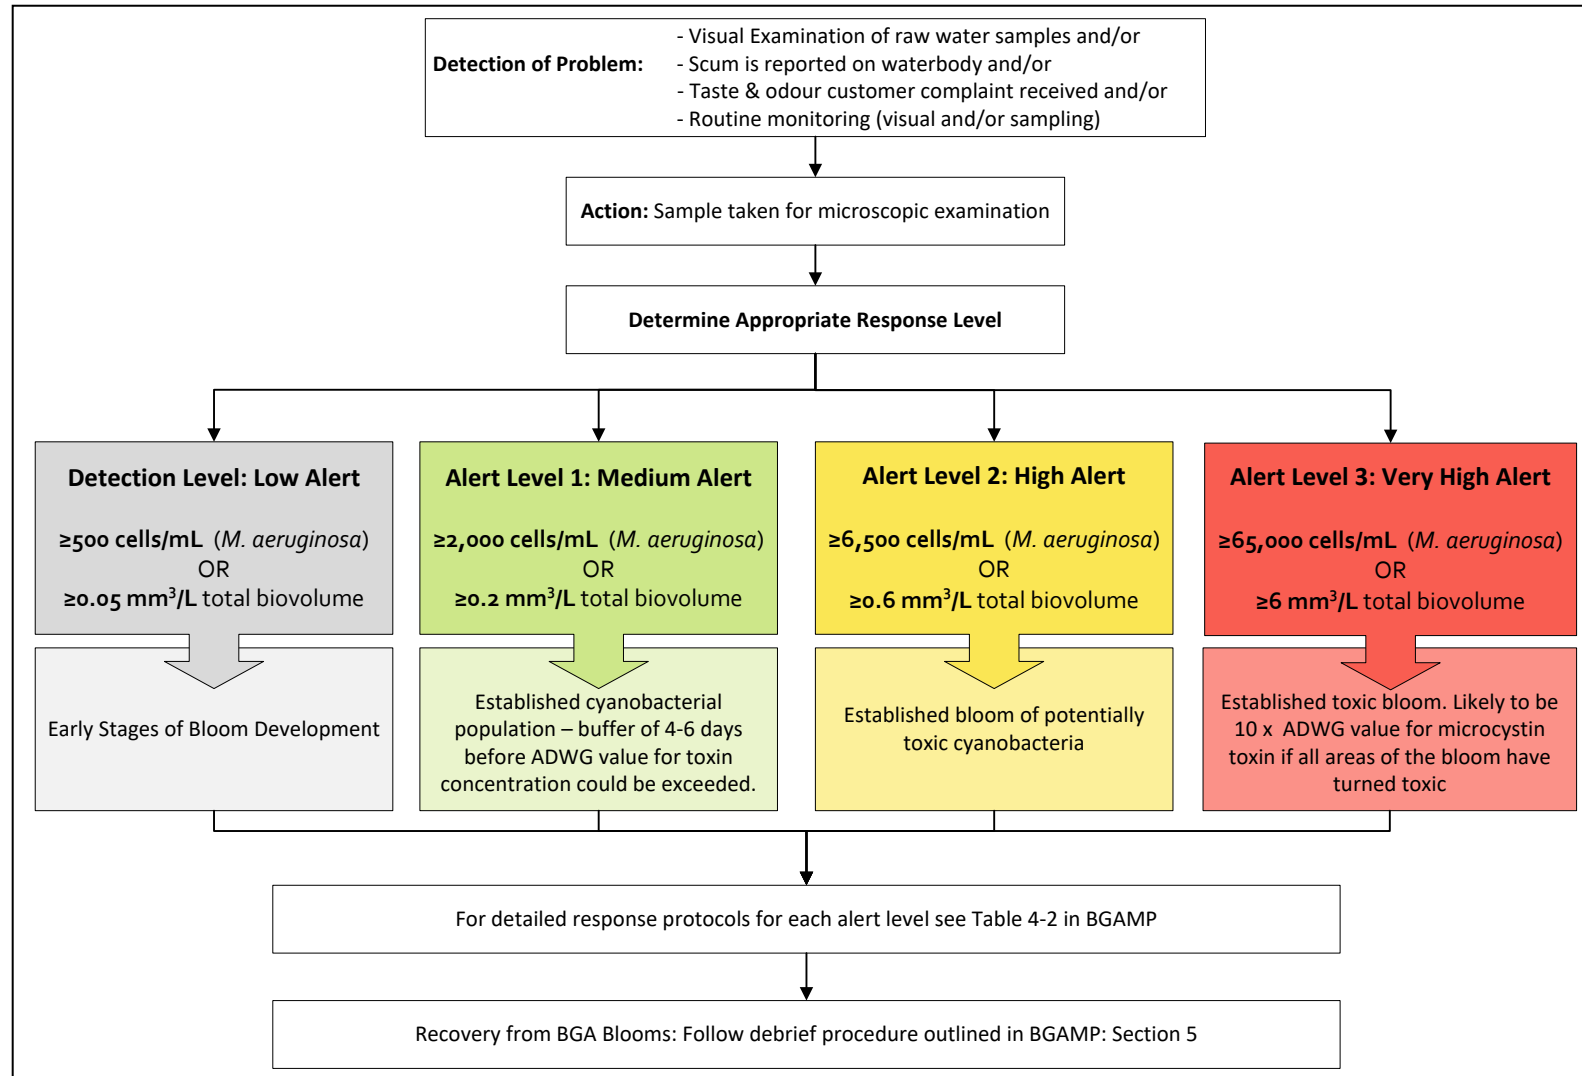 Detection of Problem:
- Visual Examination of raw water samples and/or
- Scum is reported on waterbody and/or
- Taste & odour customer complaint received and/or
- Routine monitoring (visual and/or sampling)
Action: Sample taken for microscopic examination
Determine Appropriate Response Level
Detection Level: Low Alert
≥500 cells/mL (M. aeruginosa)
OR
≥0.05 mm³/L total biovolume
Early Stages of Bloom Development
Alert Level 1: Medium Alert
≥2,000 cells/mL (M. aeruginosa)
OR
≥0.2 mm³/L total biovolume
Established cyanobacterial
population – buffer of 4-6 days
before ADWG value for toxin
concentration could be exceeded.
Alert Level 2: High Alert
≥6,500 cells/mL (M. aeruginosa)
OR
≥0.6 mm³/L total biovolume
Established bloom of potentially
toxic cyanobacteria
Alert Level 3: Very High Alert
≥65,000 cells/mL (M. aeruginosa)
OR
≥6 mm³/L total biovolume
Established toxic bloom. Likely to be
10 x ADWG value for microcystin
toxin if all areas of the bloom have
turned toxic
For detailed response protocols for each alert level see Table 4-2 in BGAMP
Recovery from BGA Blooms: Follow debrief procedure outlined in BGAMP: Section 5